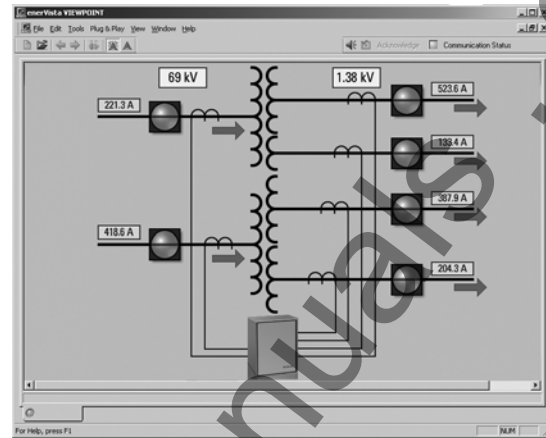 enerVista VIEWPOINT
File Edit Tools Plug & Play View Window Help
Acknowledge Communication Status
69 kV 1.38 kV
221.3 A
523.6 A
133.4 A
387.9 A
418.6 A
204.3 A
For Help, press F1
NUM